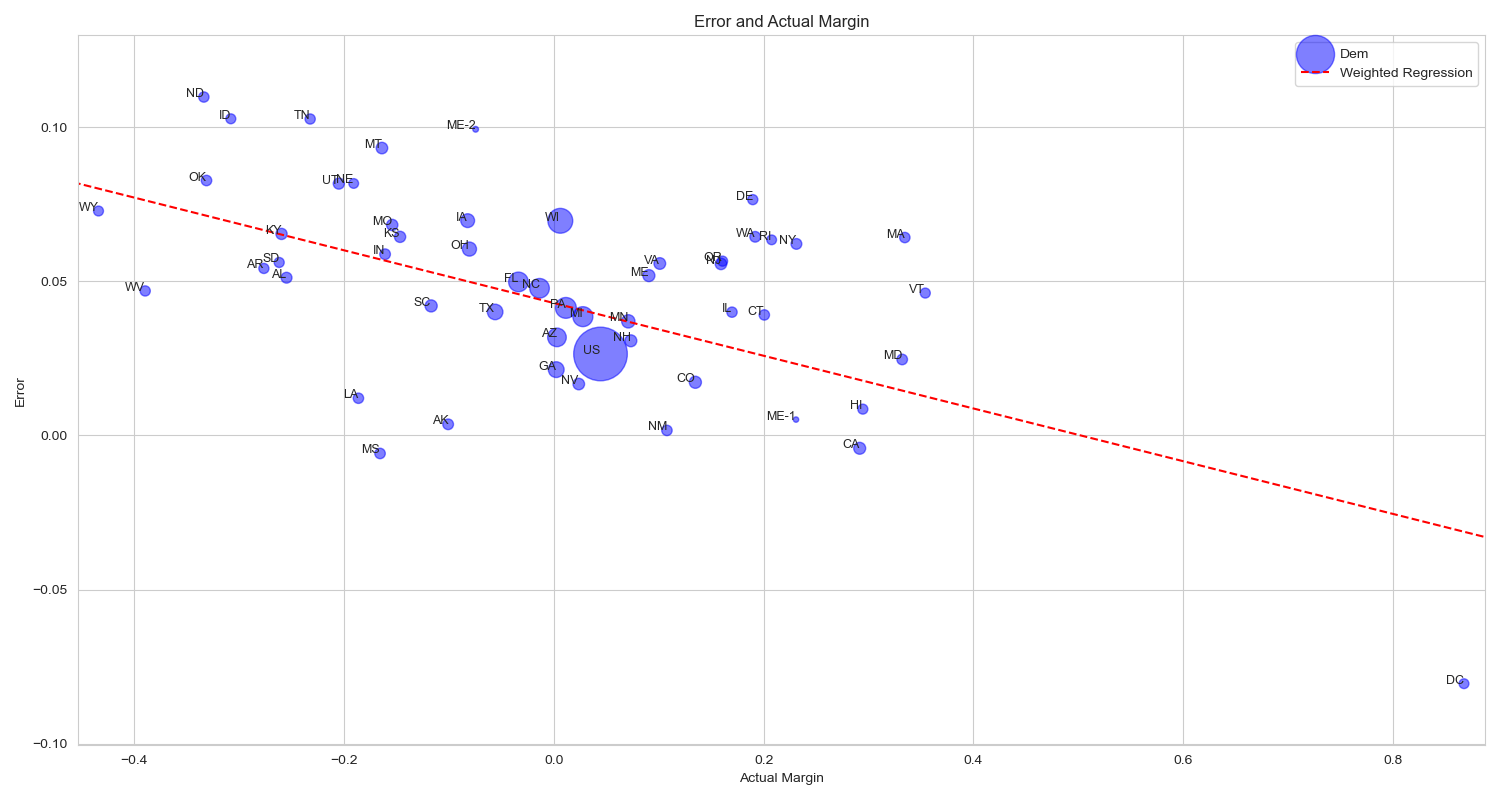 Error and Actual Margin
Dem
Weighted Regression
Error
0.10
0.05
0.00
−0.05
−0.10
ND
ID
TN
ME-2
MT
OK
UT
NE
WY
DE
MO
KS
IA
WI
KY
IN
OH
WA
RI
NY
MA
SD
AR
AL
VA
OR
ME
WV
FL
NC
VT
SC
TX
PA
MI
MN
IL
CT
AZ
NH
US
MD
GA
NV
CO
LA
HI
AK
ME-1
NM
MS
CA
DC
−0.4
−0.2
0.0
0.2
0.4
0.6
0.8
Actual Margin